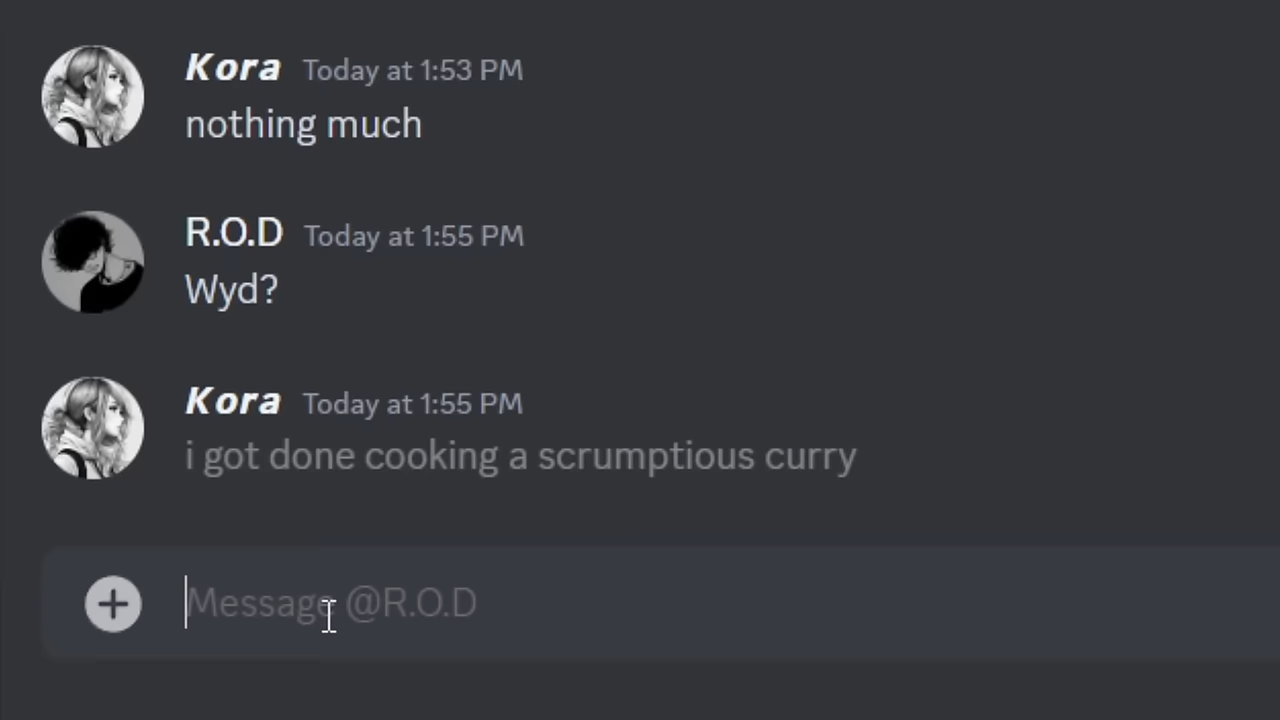 Kora Today at 1:53 PM
nothing much
R.O.D Today at 1:55 PM
Wyd?
Kora Today at 1:55 PM
i got done cooking a scrumptious curry
Message @R.O.D